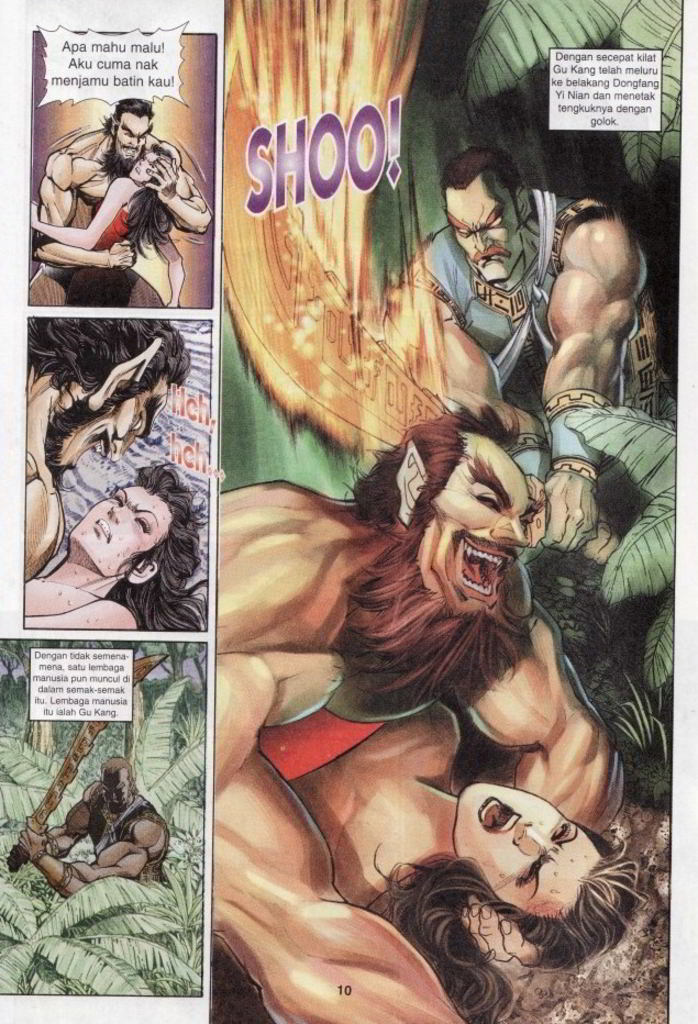 Apa mahu malu!
Aku cuma nak
menjamu batin kau!
Heh,
heh...
Dengan tidak semena-
mena, satu lembaga
manusia pun muncul di
dalam semak-semak
itu. Lembaga manusia
itu ialah Gu Kang.
SHOO!
Dengan secepat kilat
Gu Kang telah meluru
ke belakang Dongfang
Yi Nian dan menetak
tengkuknya dengan
golok.
10